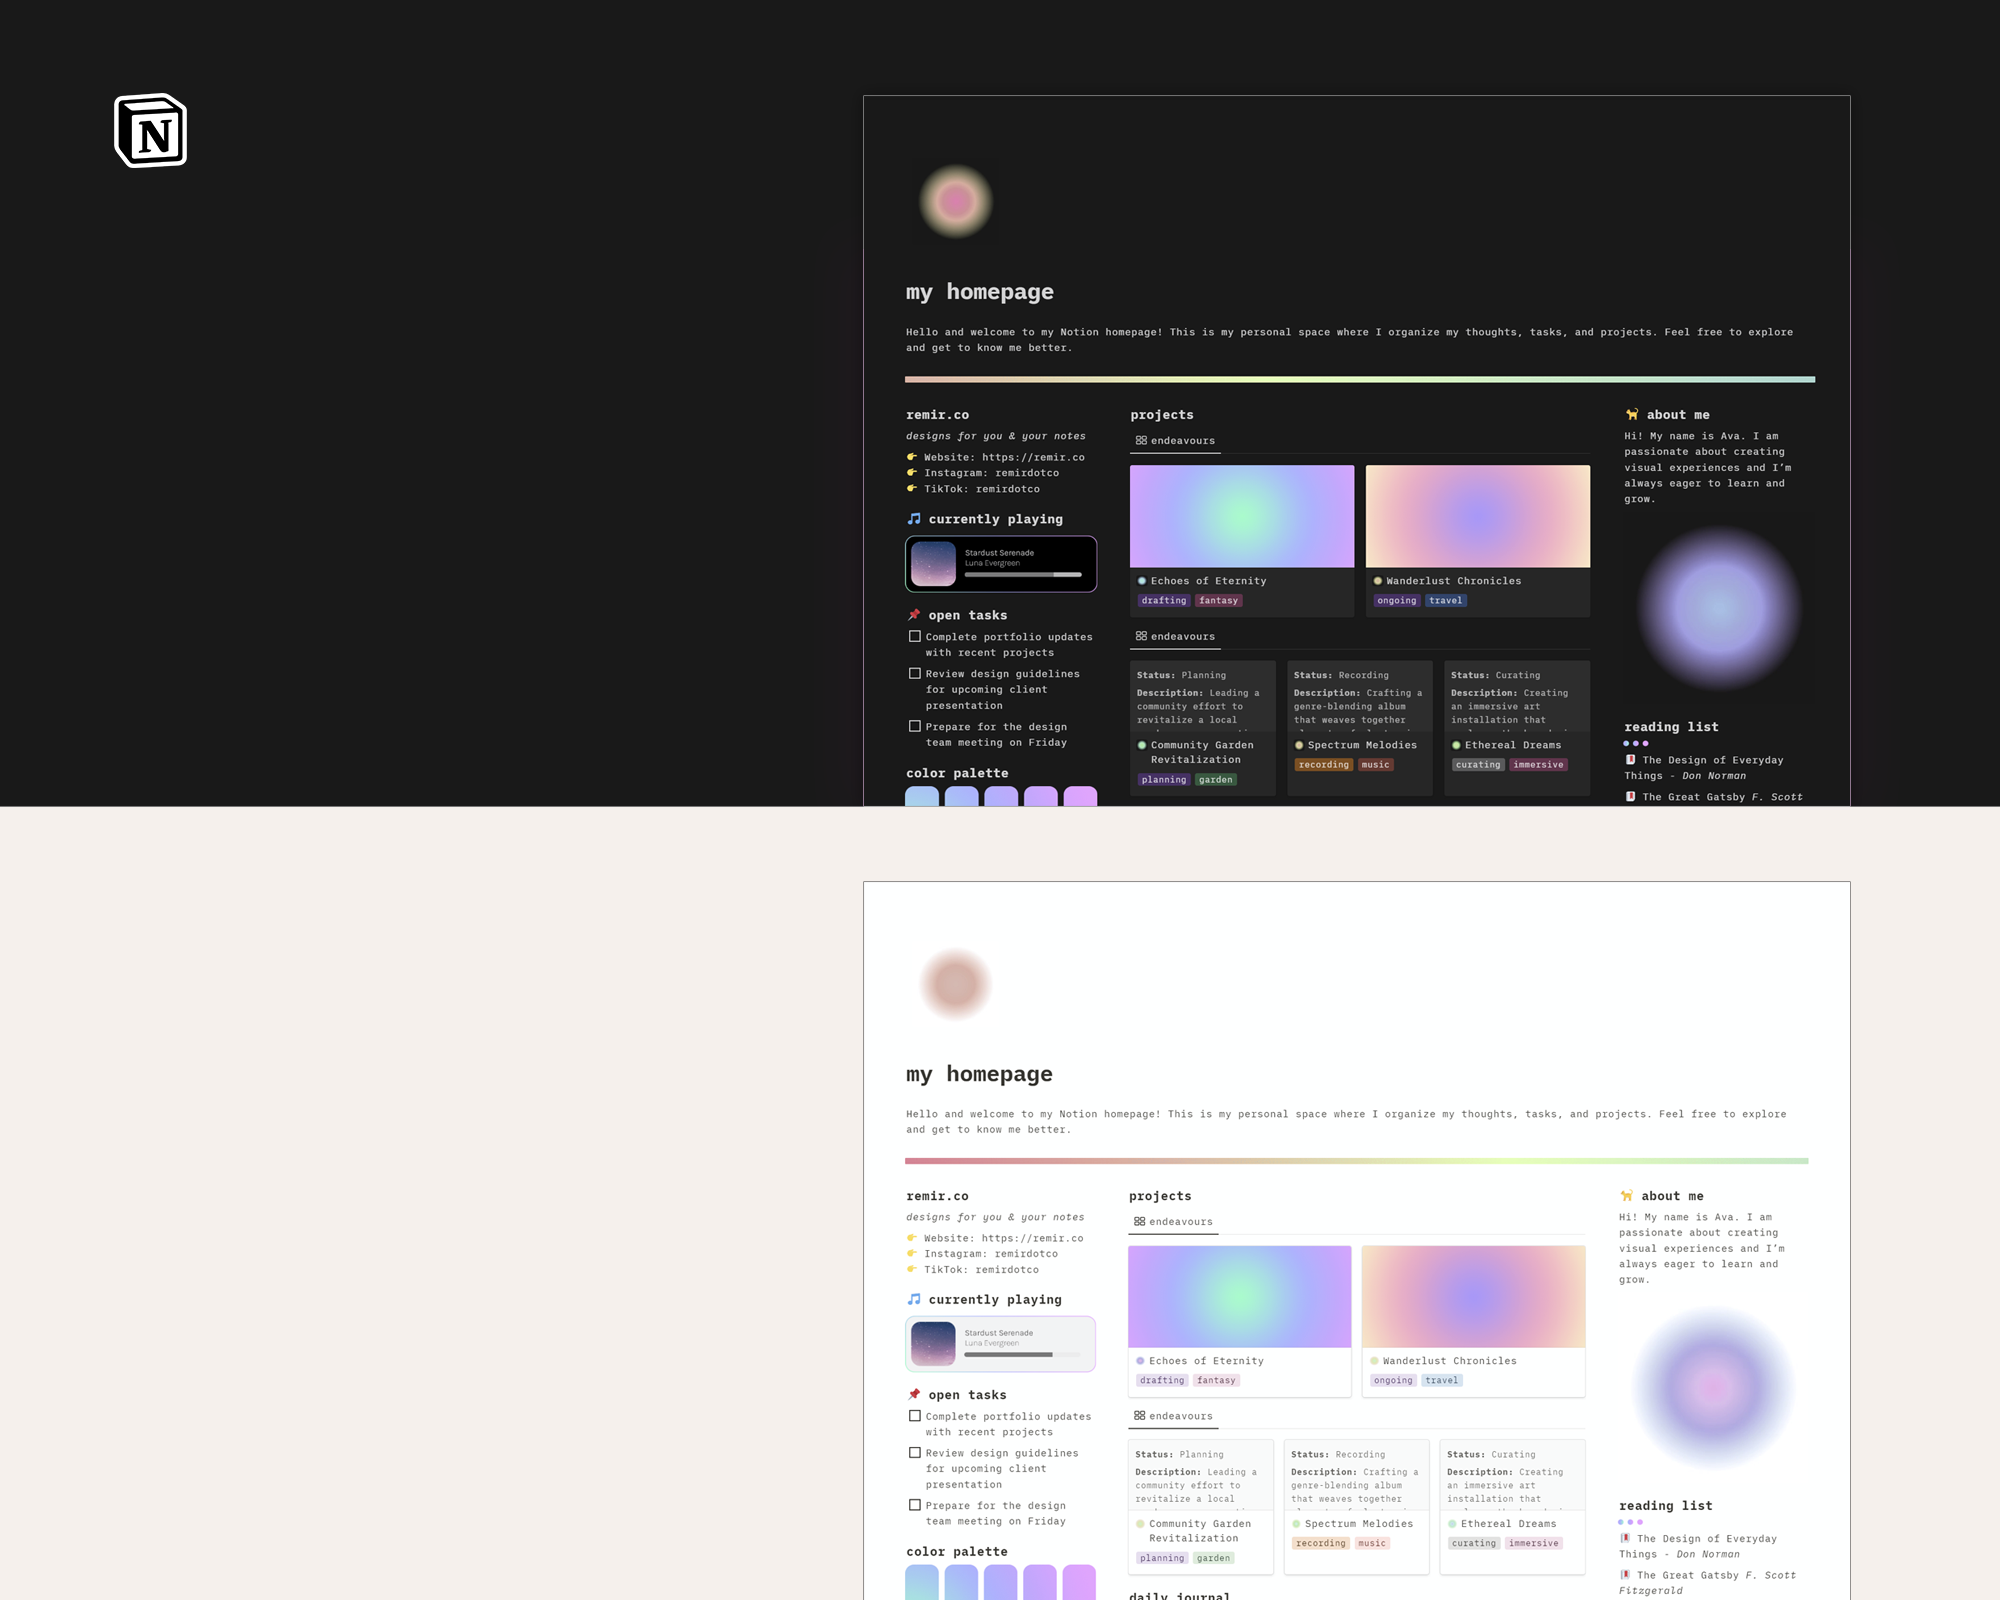 N
my homepage
Hello and welcome to my Notion homepage! This is my personal space where I organize my thoughts, tasks, and projects. Feel free to explore
and get to know me better.
remir.co
designs for you & your notes
Website: https://remir.co
Instagram: remirdotco
TikTok: remirdotco
currently playing
Stardust Serenade
Luna Evergreen
open tasks
Complete portfolio updates
with recent projects
Review design guidelines
for upcoming client
presentation
Prepare for the design
team meeting on Friday
color palette
projects
endeavours
Echoes of Eternity
drafting fantasy
Wanderlust Chronicles
ongoing travel
endeavours
Status: Planning
Description: Leading a
community effort to
revitalize a local
Community Garden
Revitalization
planning garden
Status: Recording
Description: Crafting a
genre-blending album
that weaves together
Spectrum Melodies
recording music
Status: Curating
Description: Creating
an immersive art
installation that
Ethereal Dreams
curating immersive
about me
Hi! My name is Ava. I am
passionate about creating
visual experiences and I’m
always eager to learn and
grow.
reading list
The Design of Everyday
Things - Don Norman
The Great Gatsby F. Scott
my homepage
Hello and welcome to my Notion homepage! This is my personal space where I organize my thoughts, tasks, and projects. Feel free to explore
and get to know me better.
remir.co
designs for you & your notes
Website: https://remir.co
Instagram: remirdotco
TikTok: remirdotco
currently playing
Stardust Serenade
Luna Evergreen
open tasks
Complete portfolio updates
with recent projects
Review design guidelines
for upcoming client
presentation
Prepare for the design
team meeting on Friday
color palette
projects
endeavours
Echoes of Eternity
drafting fantasy
Wanderlust Chronicles
ongoing travel
endeavours
Status: Planning
Description: Leading a
community effort to
revitalize a local
Community Garden
Revitalization
planning garden
Status: Recording
Description: Crafting a
genre-blending album
that weaves together
Spectrum Melodies
recording music
Status: Curating
Description: Creating
an immersive art
installation that
Ethereal Dreams
curating immersive
daily journal
about me
Hi! My name is Ava. I am
passionate about creating
visual experiences and I’m
always eager to learn and
grow.
reading list
The Design of Everyday
Things - Don Norman
The Great Gatsby F. Scott
Fitzgerald